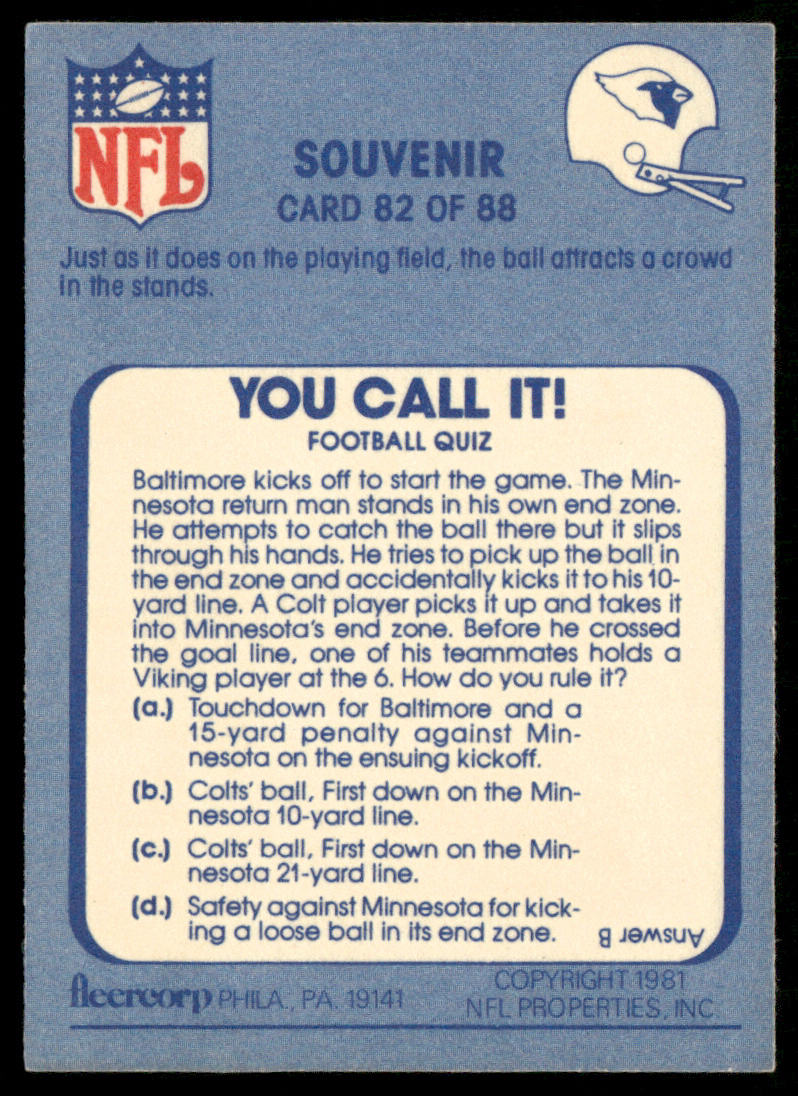 NFL
SOUVENIR
CARD 82 OF 88
Just as it does on the playing field, the ball attracts a crowd
in the stands.
YOU CALL IT!
FOOTBALL QUIZ
Baltimore kicks off to start the game. The Min-
nesota return man stands in his own end zone.
He attempts to catch the ball there but it slips
through his hands. He tries to pick up the ball in
the end zone and accidentally kicks it to his 10-
yard line. A Colt player picks it up and takes it
into Minnesota's end zone. Before he crossed
the goal line, one of his teammates holds a
Viking player at the 6. How do you rule it?
(a.) Touchdown for Baltimore and a
15-yard penalty against Min-
nesota on the ensuing kickoff.
(b.) Colts' ball, First down on the Min-
nesota 10-yard line.
(c.) Colts' ball, First down on the Min-
nesota 21-yard line.
(d.) Safety against Minnesota for kick-
ing a loose ball in its end zone.
Answer B
fleercorp PHILA., PA. 19141
COPYRIGHT 1981
NFL PROPERTIES, INC.